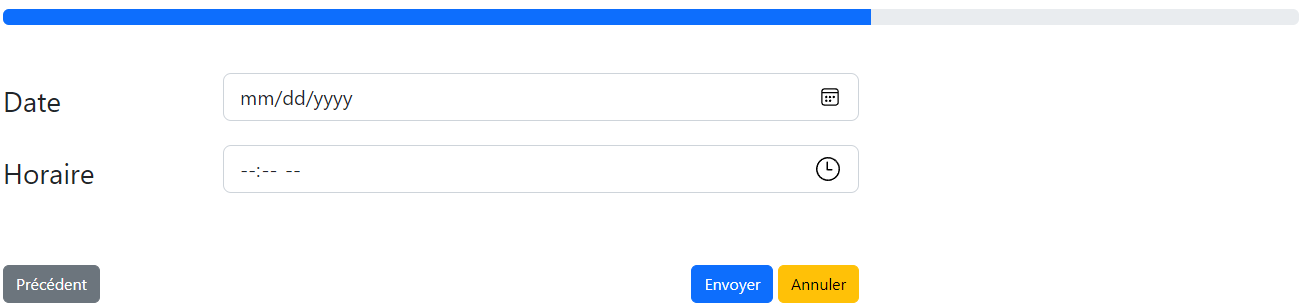 Date
mm/dd/yyyy
Horaire
--:-- --
Précédent
Envoyer
Annuler